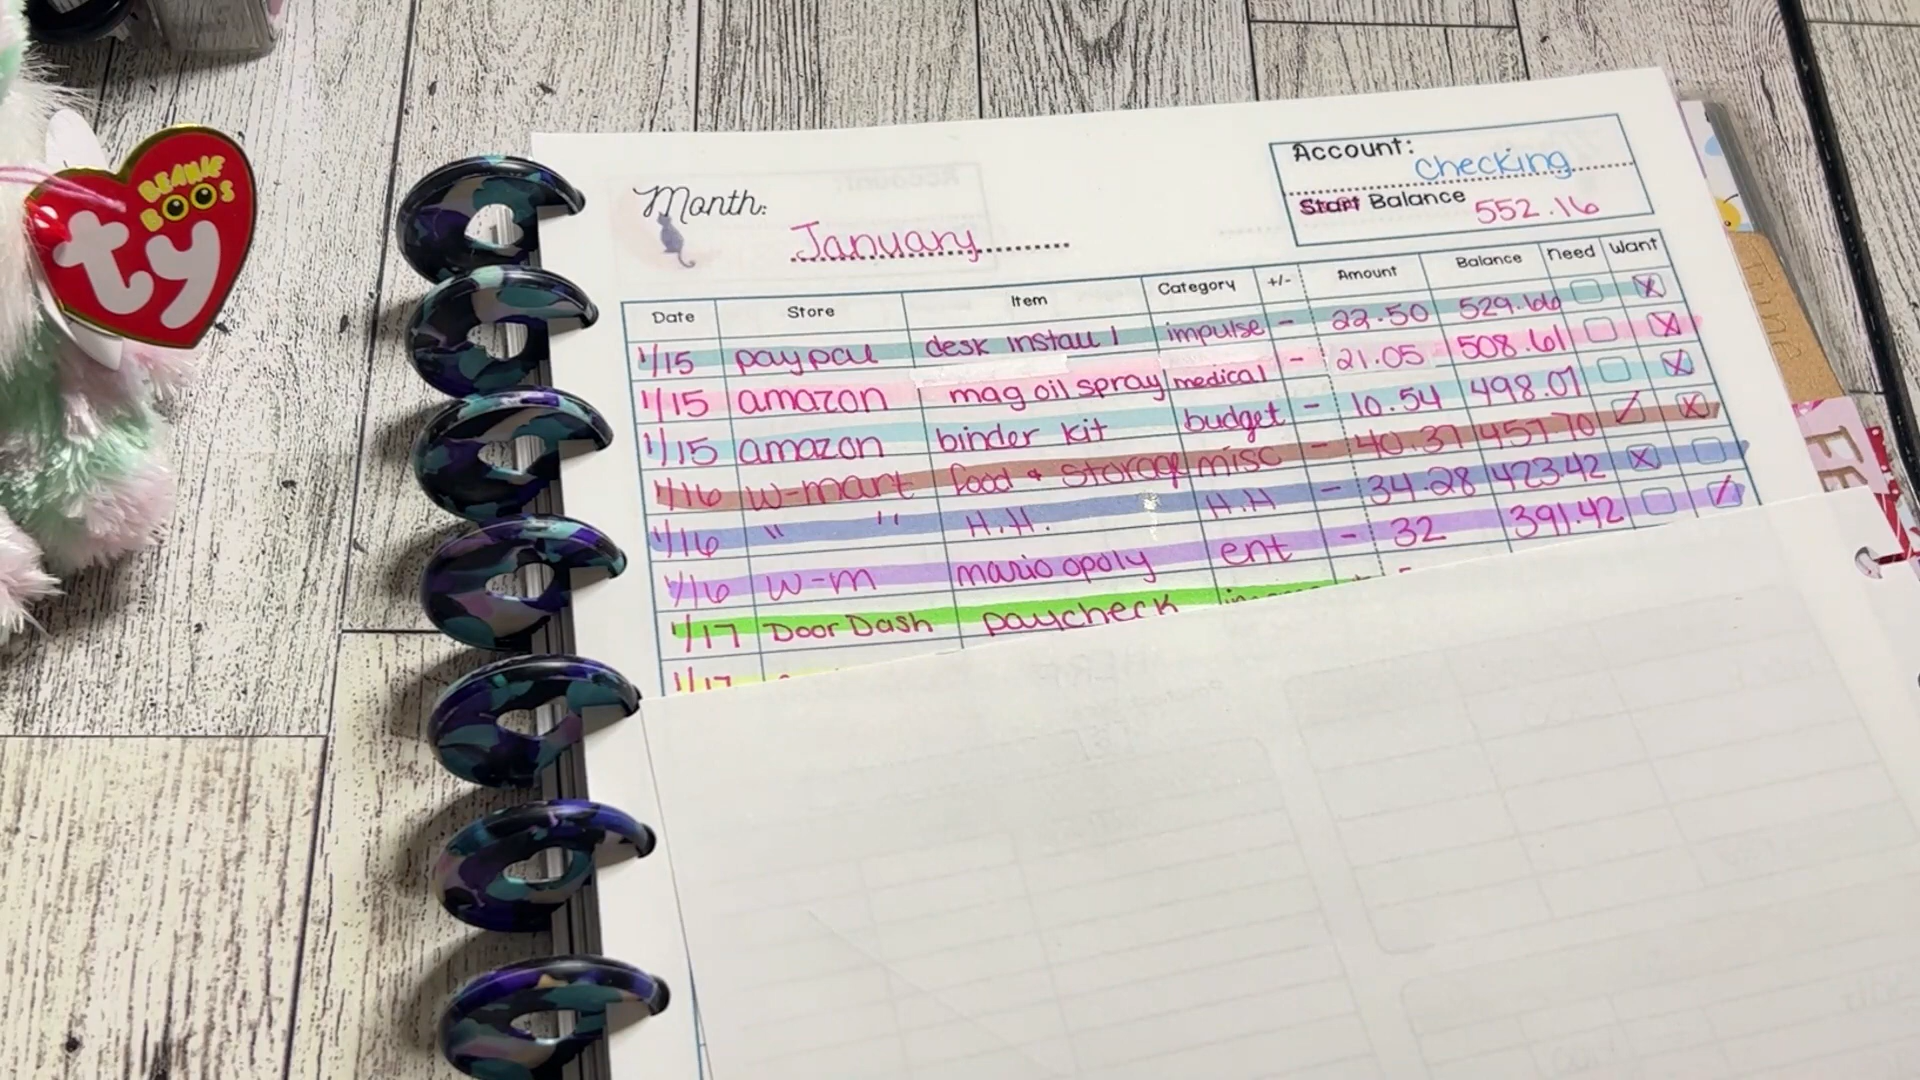 BEANIE BOOS
ty
Month: January
Account: Checking
Start Balance 552.16
Date Store Item Category +/- Amount Balance Need Want
1/15 paypal desk install 1 impulse - 22.50 529.66 X
1/15 amazon mag oil spray medical - 21.05 508.61 X
1/15 amazon binder kit budget - 10.54 498.07 X
1/16 w-mart food & storage misc - 40.37 457.70 / X
1/16 " " H.H. H.H - 34.28 423.42 X
1/16 w-m mario opoly ent - 32 391.42 /
1/17 Door Dash paycheck
1/17